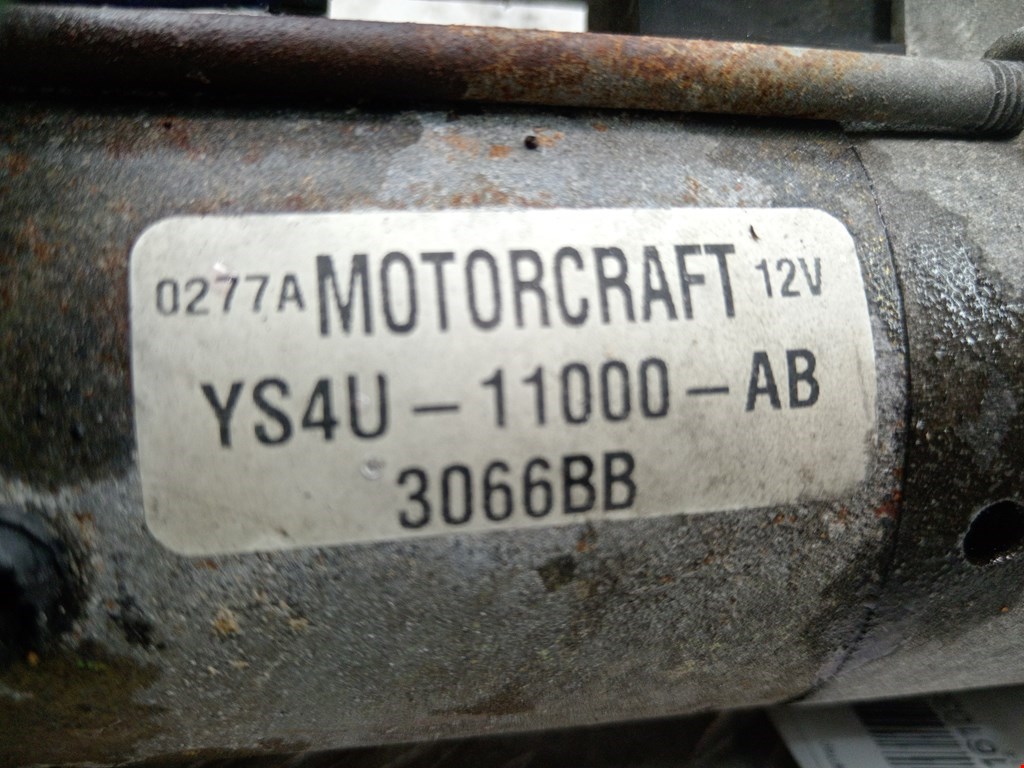 0277A MOTORCRAFT 12V
YS4U - 11000 - AB
3066BB